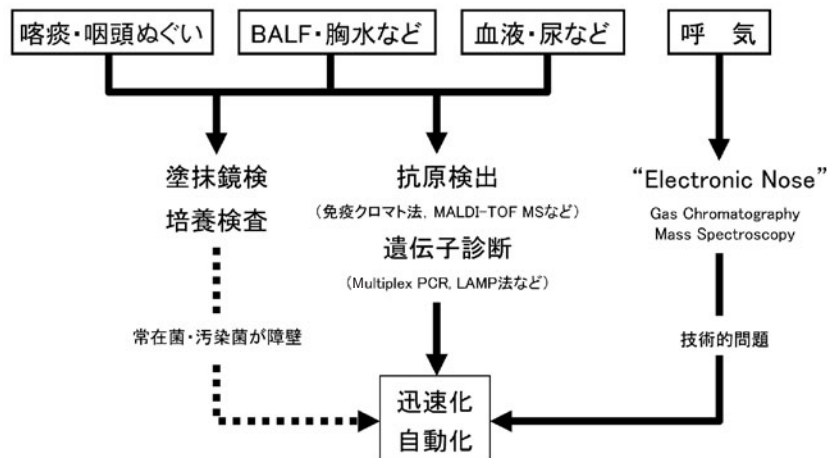 喀痰・咽頭ぬぐい
BALF・胸水など
血液・尿など
呼　気
塗抹鏡検
培養検査
抗原検出
（免疫クロマト法, MALDI-TOF MSなど）
遺伝子診断
（Multiplex PCR, LAMP法など）
“Electronic Nose”
Gas Chromatography
Mass Spectroscopy
常在菌・汚染菌が障壁
技術的問題
迅速化
自動化